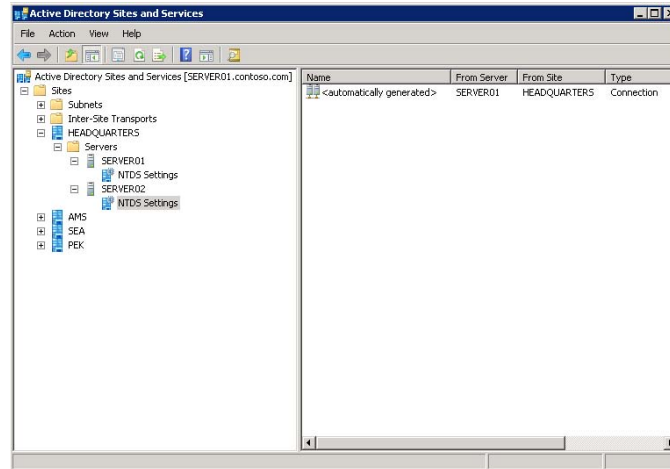 Active Directory Sites and Services
File Action View Help
Active Directory Sites and Services [SERVER01.contoso.com]
Sites
Subnets
Inter-Site Transports
HEADQUARTERS
Servers
SERVER01
NTDS Settings
SERVER02
NTDS Settings
AMS
SEA
PEK
Name From Server From Site Type
<automatically generated> SERVER01 HEADQUARTERS Connection